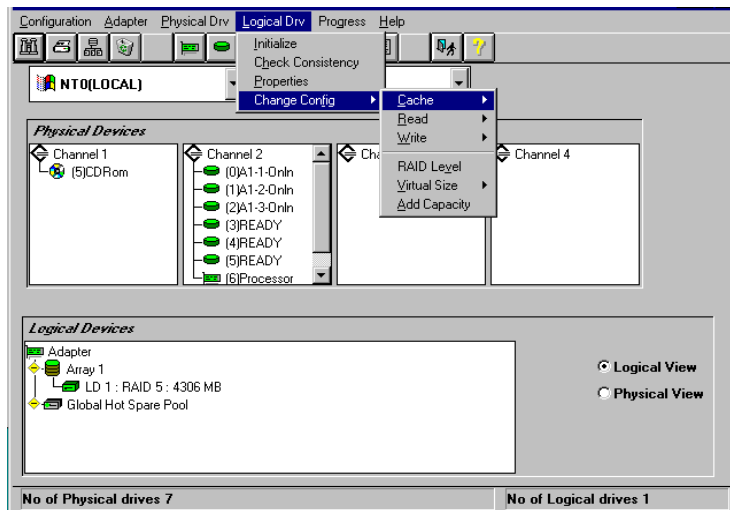 Configuration Adapter Physical Drv Logical Drv Progress Help
Initialize
Check Consistency
Properties
Change Config
Cache
Read
Write
RAID Level
Virtual Size
Add Capacity
NT0(LOCAL)
Physical Devices
Channel 1
(5)CDRom
Channel 2
(0)A1-1-Onln
(1)A1-2-Onln
(2)A1-3-Onln
(3)READY
(4)READY
(5)READY
(6)Processor
Channel 4
Logical Devices
Adapter
Array 1
LD 1 : RAID 5 : 4306 MB
Global Hot Spare Pool
Logical View
Physical View
No of Physical drives 7
No of Logical drives 1